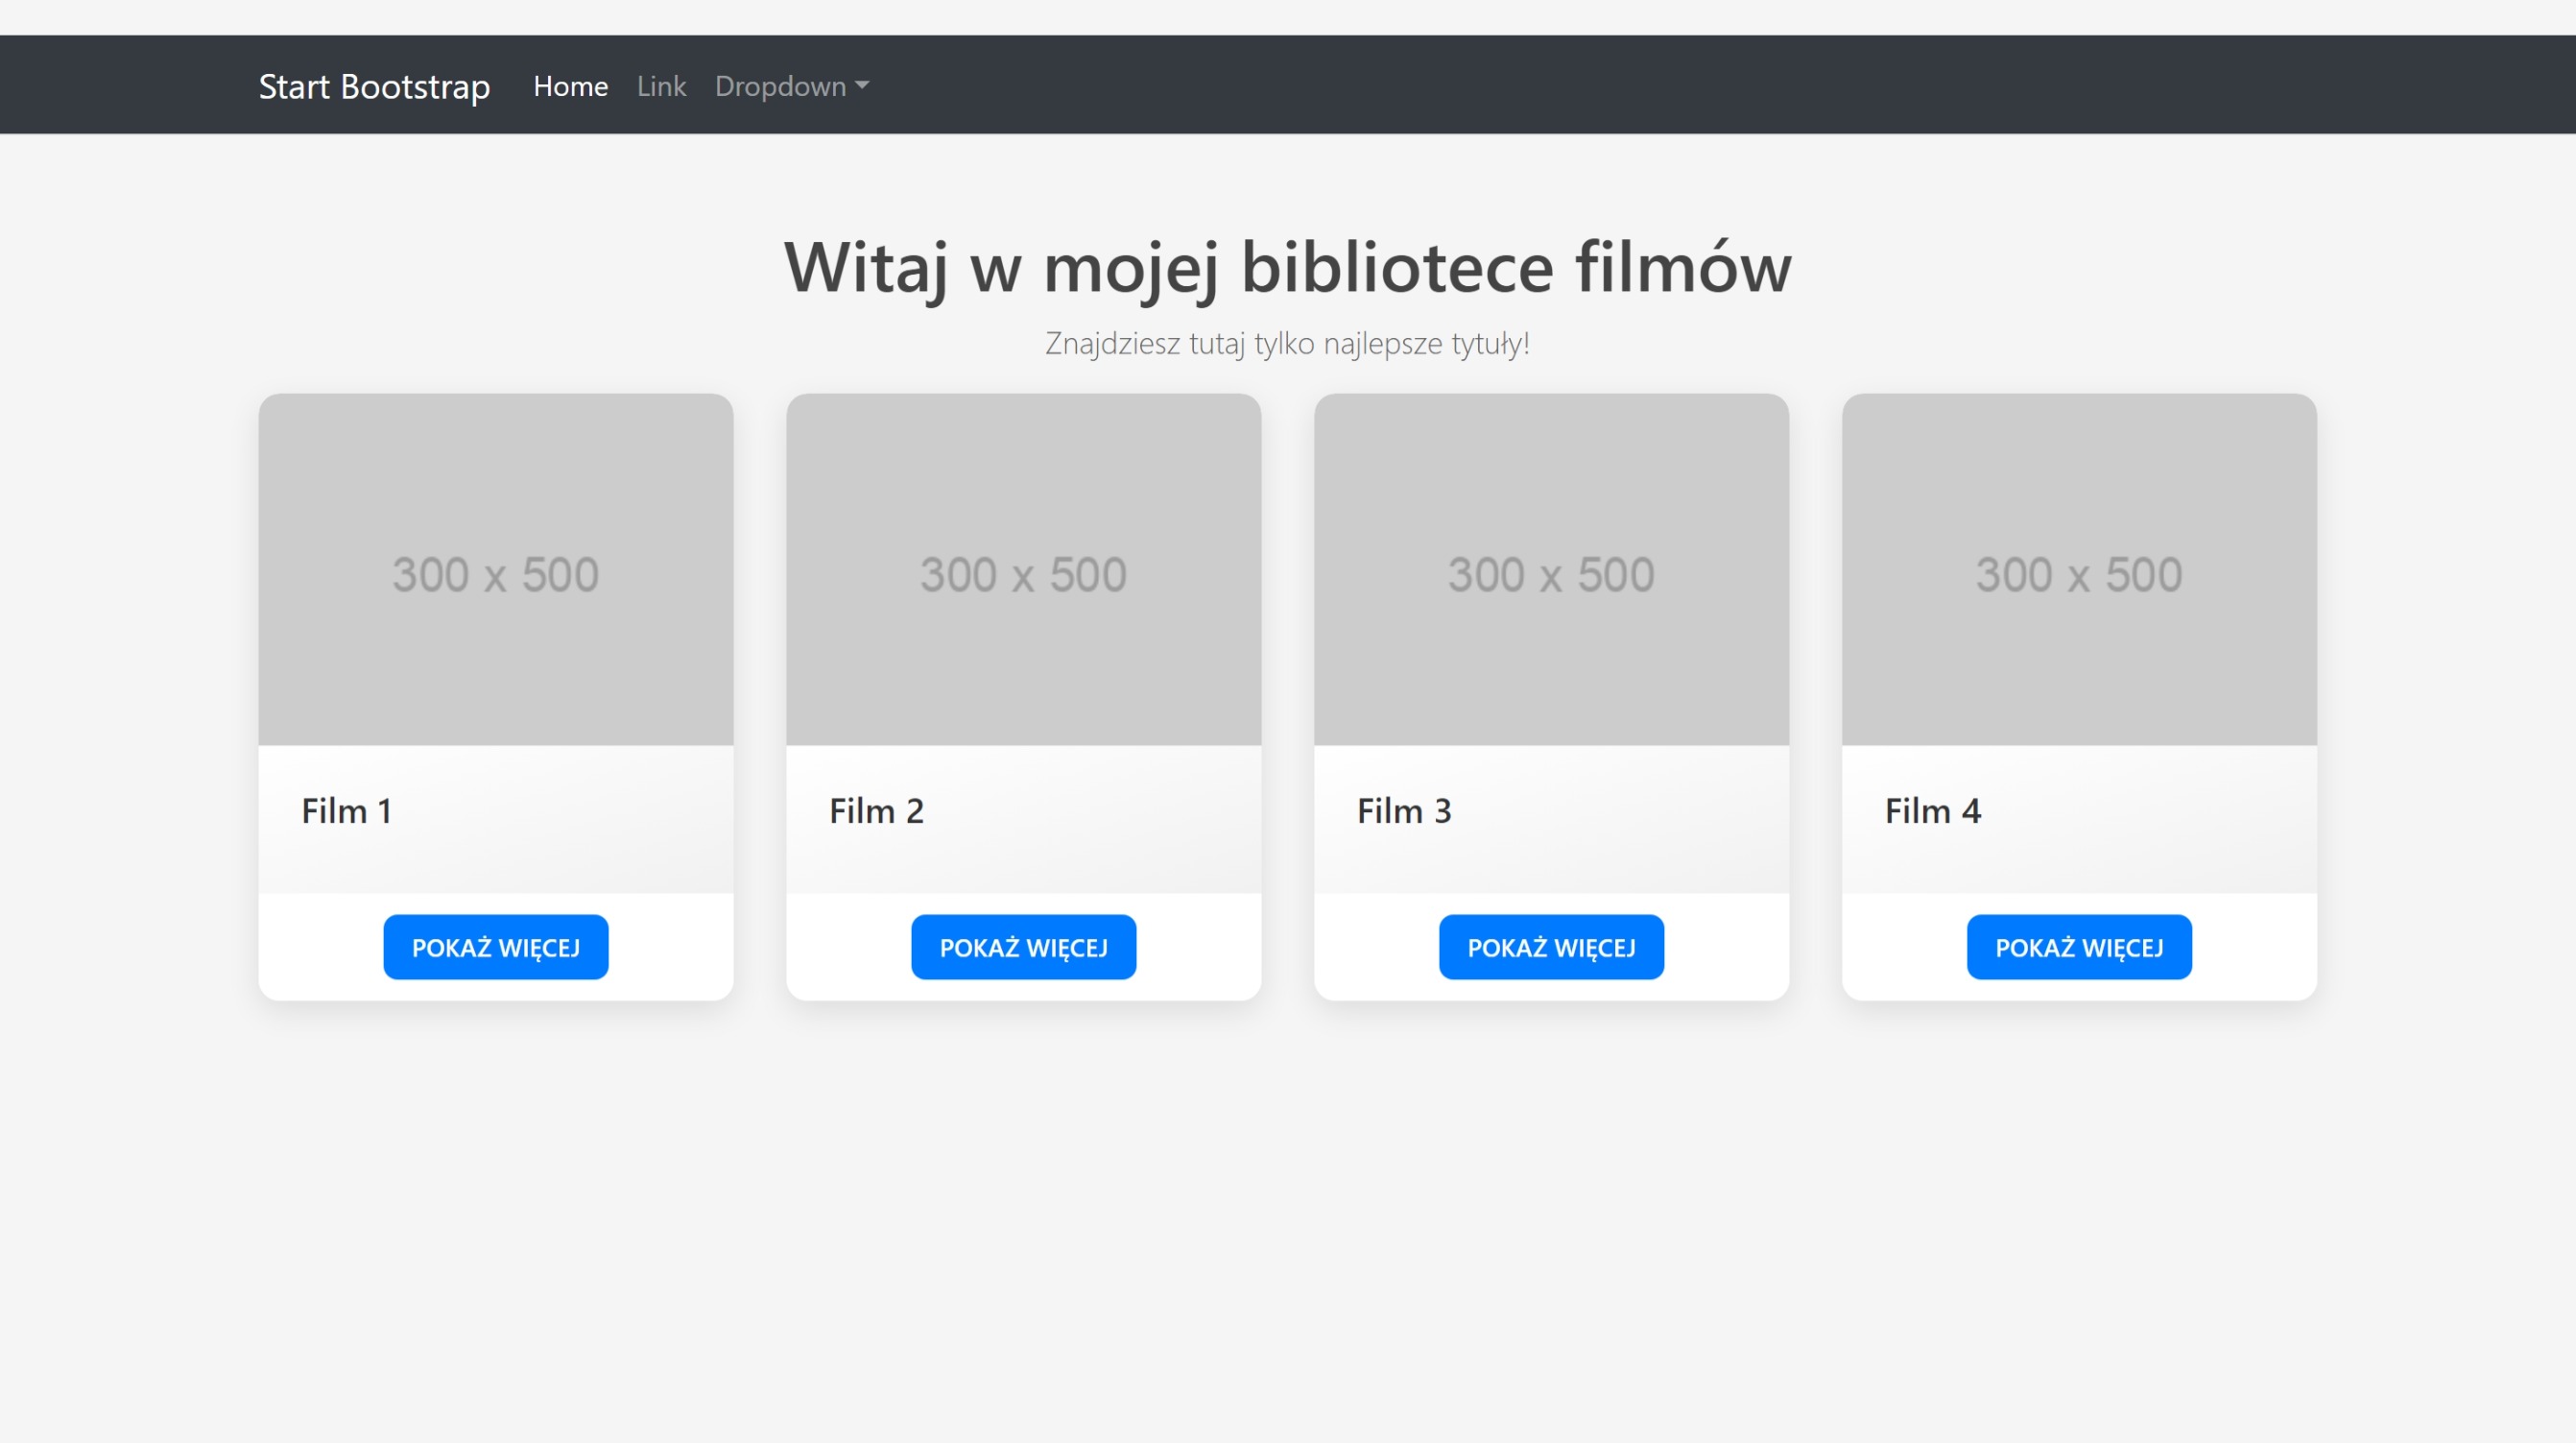 Start Bootstrap Home Link Dropdown
Witaj w mojej bibliotece filmów
Znajdziesz tutaj tylko najlepsze tytuły!
300 x 500 300 x 500 300 x 500 300 x 500
Film 1 Film 2 Film 3 Film 4
POKAŻ WIĘCEJ POKAŻ WIĘCEJ POKAŻ WIĘCEJ POKAŻ WIĘCEJ